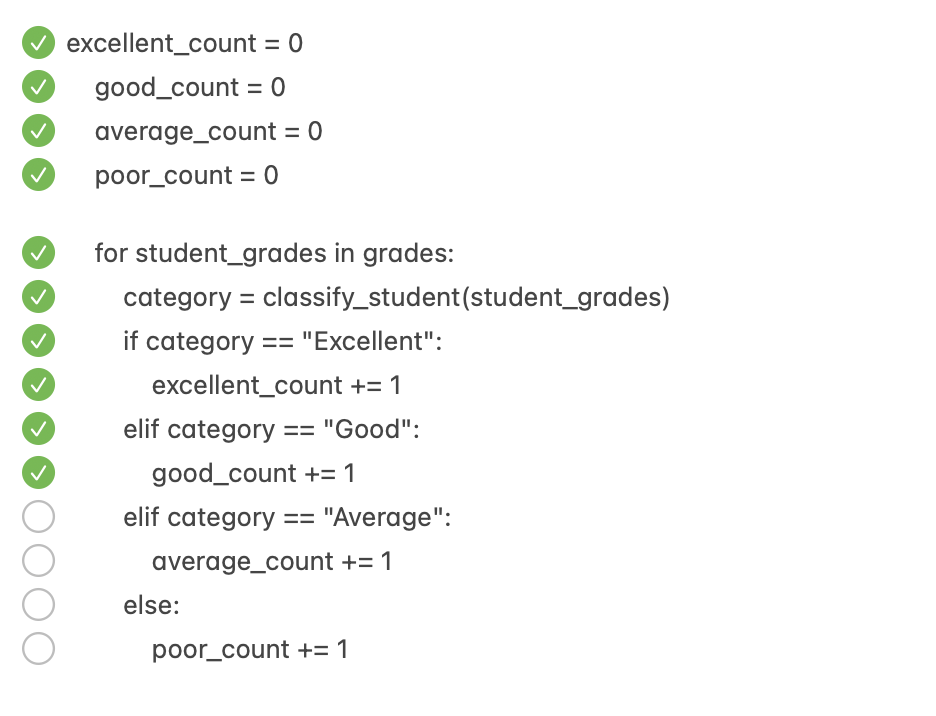 excellent_count = 0
good_count = 0
average_count = 0
poor_count = 0
for student_grades in grades:
category = classify_student(student_grades)
if category == "Excellent":
excellent_count += 1
elif category == "Good":
good_count += 1
elif category == "Average":
average_count += 1
else:
poor_count += 1